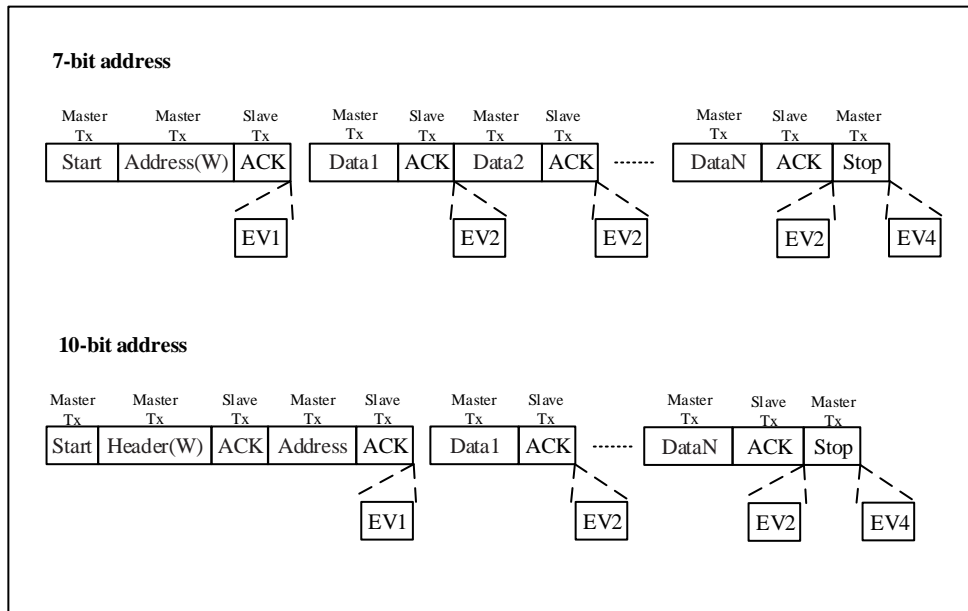 7-bit address
Master Tx Master Tx Slave Tx Master Tx Slave Tx Master Tx Slave Tx Master Tx Slave Tx Master Tx
Start Address(W) ACK Data1 ACK Data2 ACK DataN ACK Stop
EV1 EV2 EV2 EV2 EV4
10-bit address
Master Tx Master Tx Slave Tx Master Tx Slave Tx Master Tx Slave Tx Master Tx Slave Tx Master Tx
Start Header(W) ACK Address ACK Data1 ACK DataN ACK Stop
EV1 EV2 EV2 EV4